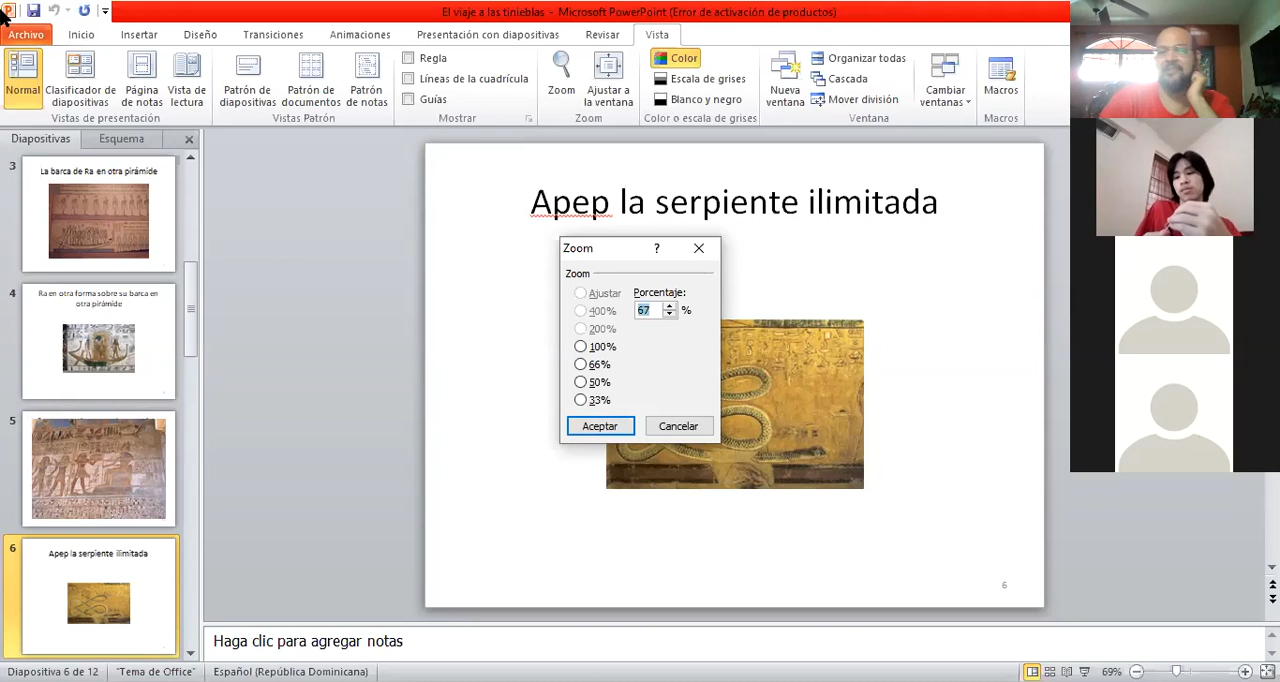 El viaje a las tinieblas - Microsoft PowerPoint (Error de activación de productos)
Archivo Inicio Insertar Diseño Transiciones Animaciones Presentación con diapositivas Revisar Vista
Normal
Clasificador de diapositivas
Página de notas
Vista de lectura
Vistas de presentación
Patrón de diapositivas
Patrón de documentos
Patrón de notas
Vistas Patrón
Regla
Líneas de la cuadrícula
Guías
Mostrar
Zoom
Ajustar a la ventana
Zoom
Color
Escala de grises
Blanco y negro
Color o escala de grises
Nueva ventana
Organizar todas
Cascada
Mover división
Cambiar ventanas
Ventana
Macros
Macros
Diapositivas Esquema
3
La barca de Ra en otra pirámide
4
Ra en otra forma sobre su barca en
otra pirámide
5
6
Apep la serpiente ilimitada
Apep la serpiente ilimitada
Zoom ?
Zoom
Ajustar
400%
200%
100%
66%
50%
33%
Porcentaje:
67 %
Aceptar Cancelar
6
Haga clic para agregar notas
Diapositiva 6 de 12 "Tema de Office" Español (República Dominicana) 69%